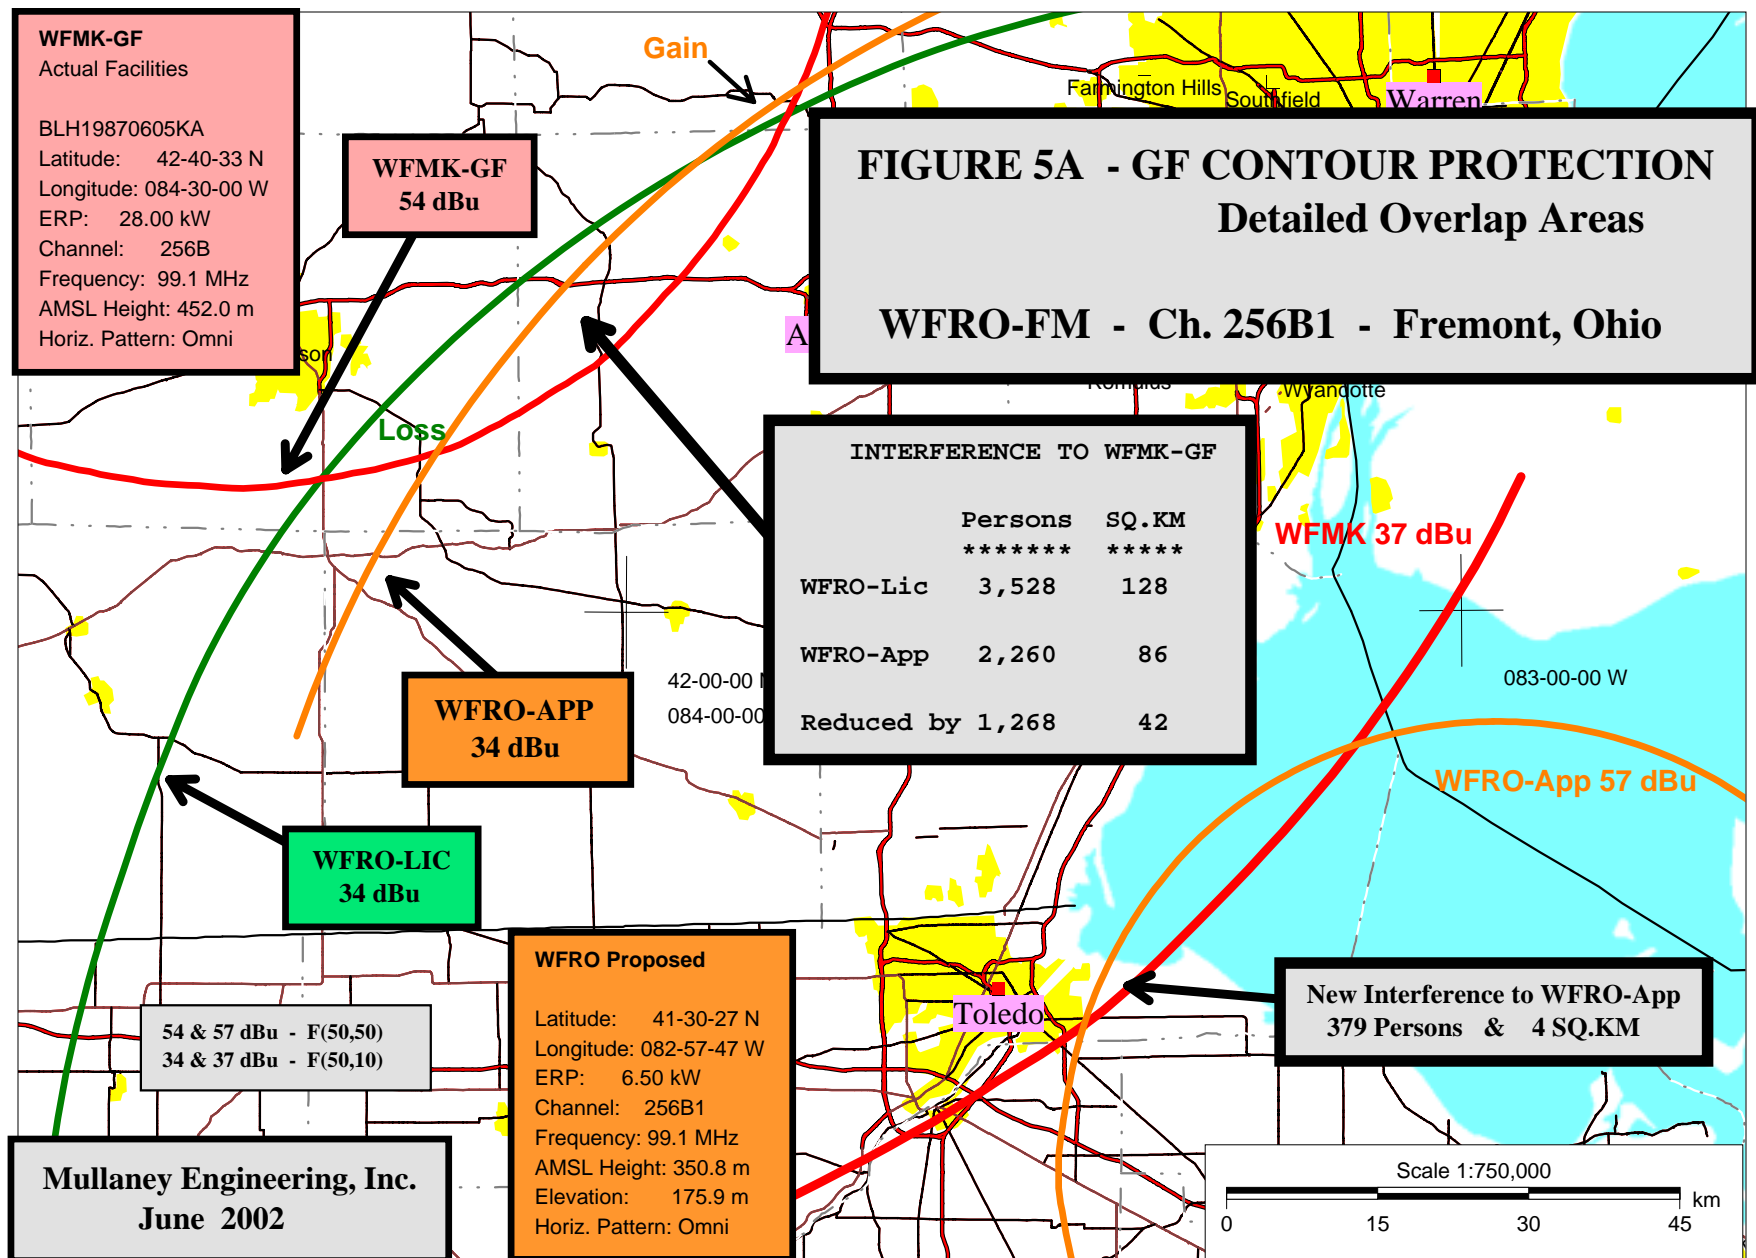 WFMK-GF
Actual Facilities
BLH19870605KA
Latitude: 42-40-33 N
Longitude: 084-30-00 W
ERP: 28.00 kW
Channel: 256B
Frequency: 99.1 MHz
AMSL Height: 452.0 m
Horiz. Pattern: Omni
Gain
WFMK-GF
54 dBu
Farmington Hills
Southfield
Warren
FIGURE 5A - GF CONTOUR PROTECTION
Detailed Overlap Areas
WFRO-FM - Ch. 256B1 - Fremont, Ohio
son
A
Romulus
Wyandotte
Loss
INTERFERENCE TO WFMK-GF
Persons SQ.KM
******* *****
WFRO-Lic 3,528 128
WFRO-App 2,260 86
Reduced by 1,268 42
WFMK 37 dBu
42-00-00 N
084-00-00
083-00-00 W
WFRO-APP
34 dBu
WFRO-App 57 dBu
WFRO-LIC
34 dBu
WFRO Proposed
Latitude: 41-30-27 N
Longitude: 082-57-47 W
ERP: 6.50 kW
Channel: 256B1
Frequency: 99.1 MHz
AMSL Height: 350.8 m
Elevation: 175.9 m
Horiz. Pattern: Omni
Toledo
New Interference to WFRO-App
379 Persons & 4 SQ.KM
54 & 57 dBu - F(50,50)
34 & 37 dBu - F(50,10)
Mullaney Engineering, Inc.
June 2002
Scale 1:750,000
km
0 15 30 45